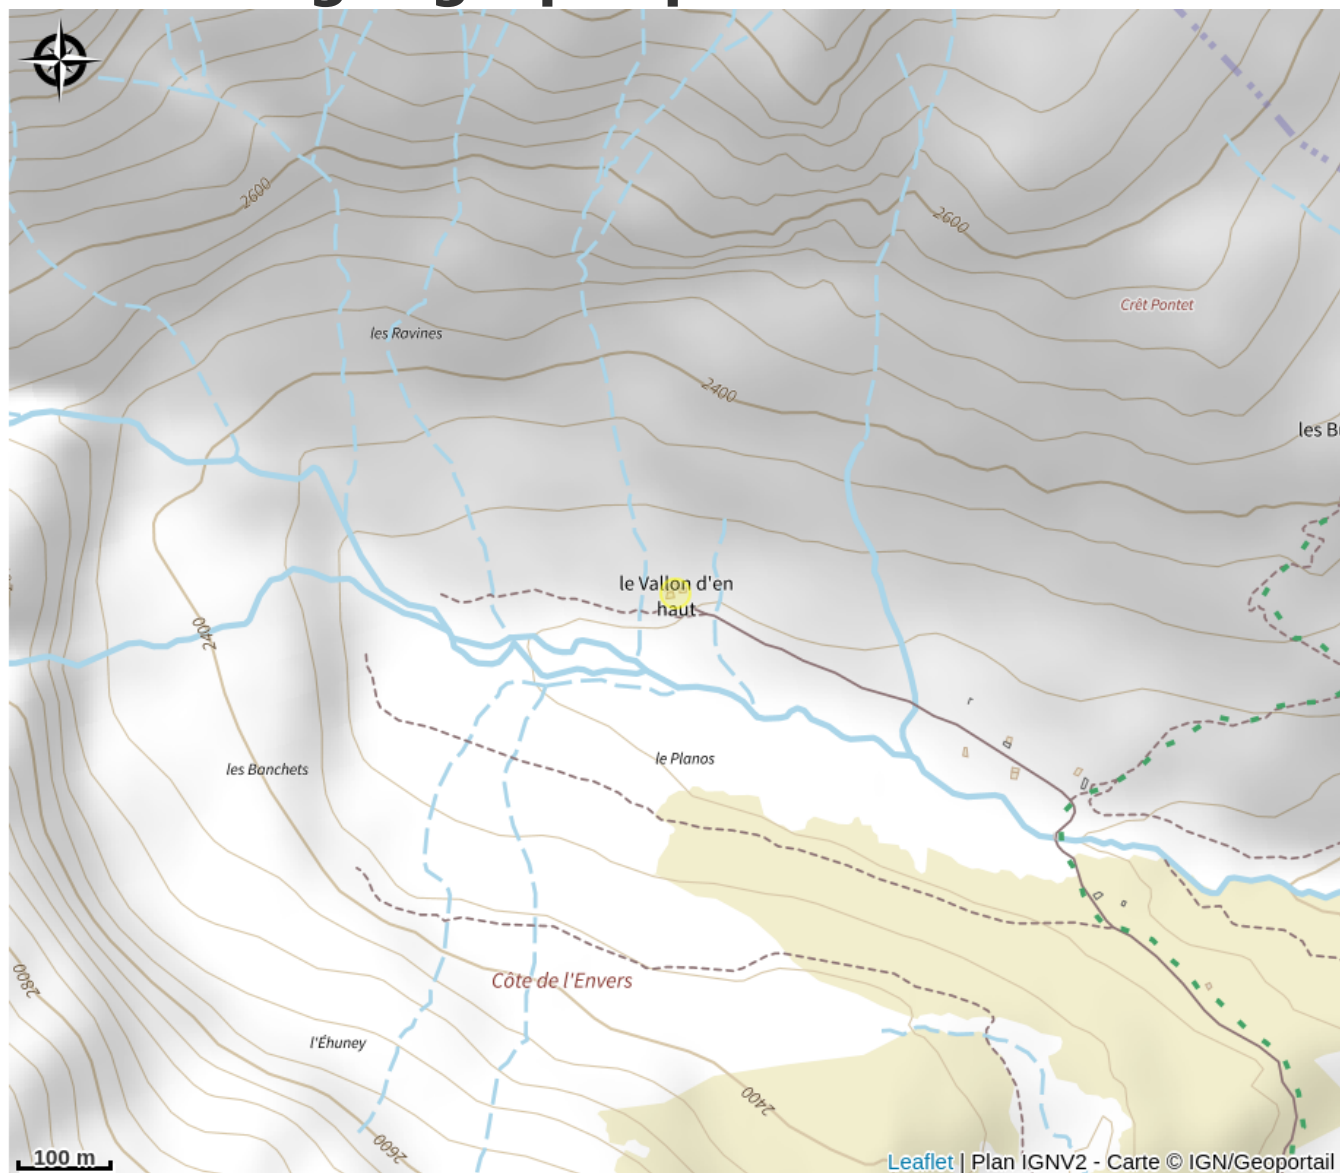 2600
2600
Crêt Pontet
les Ravines
2400
le Vallon d'en
haut
2400
r
le Planos
les Banchets
Côte de l'Envers
2800
l'Éhuney
2400
2600
100 m
Leaflet | Plan IGNV2 - Carte © IGN/Geoportail